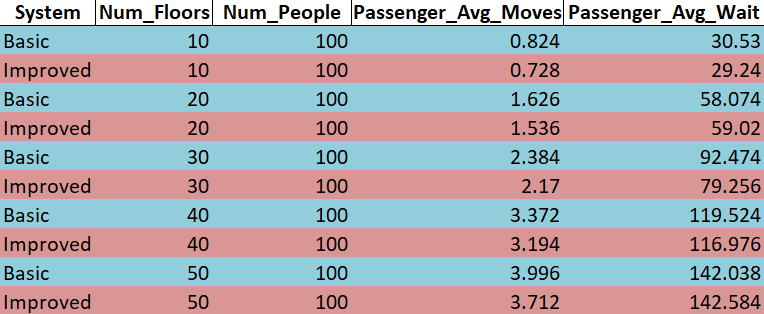 System Num_Floors Num_People Passenger_Avg_Moves Passenger_Avg_Wait
Basic 10 100 0.824 30.53
Improved 10 100 0.728 29.24
Basic 20 100 1.626 58.074
Improved 20 100 1.536 59.02
Basic 30 100 2.384 92.474
Improved 30 100 2.17 79.256
Basic 40 100 3.372 119.524
Improved 40 100 3.194 116.976
Basic 50 100 3.996 142.038
Improved 50 100 3.712 142.584